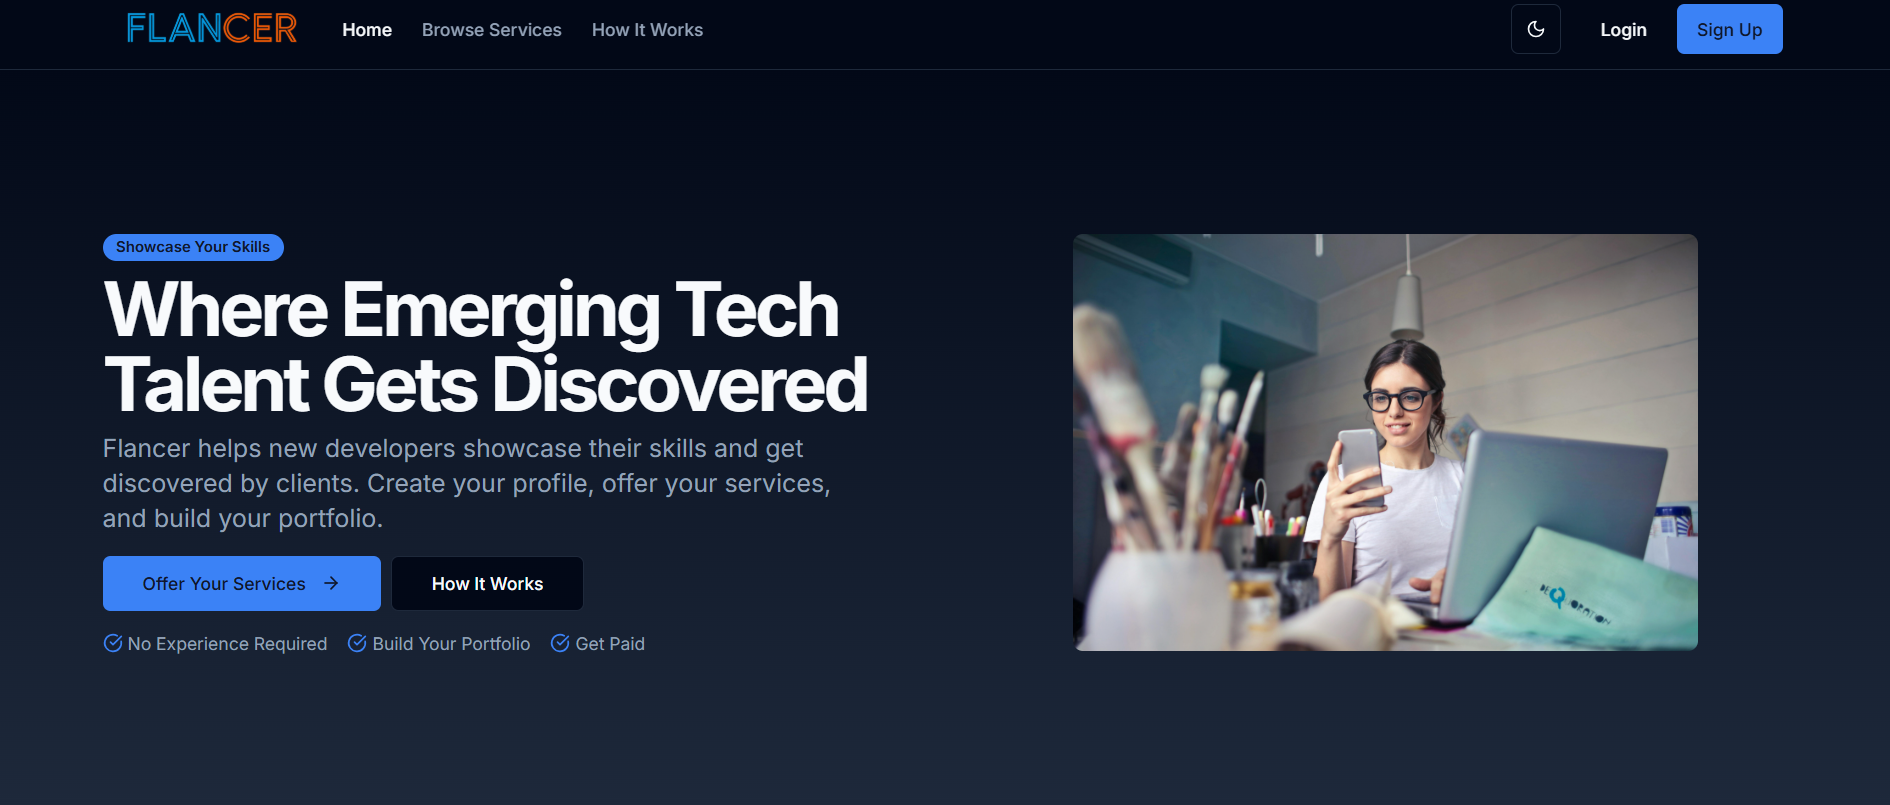 FLANCER
Home
Browse Services
How It Works
Login
Sign Up
Showcase Your Skills
Where Emerging Tech
Talent Gets Discovered
Flancer helps new developers showcase their skills and get
discovered by clients. Create your profile, offer your services,
and build your portfolio.
Offer Your Services
How It Works
No Experience Required
Build Your Portfolio
Get Paid